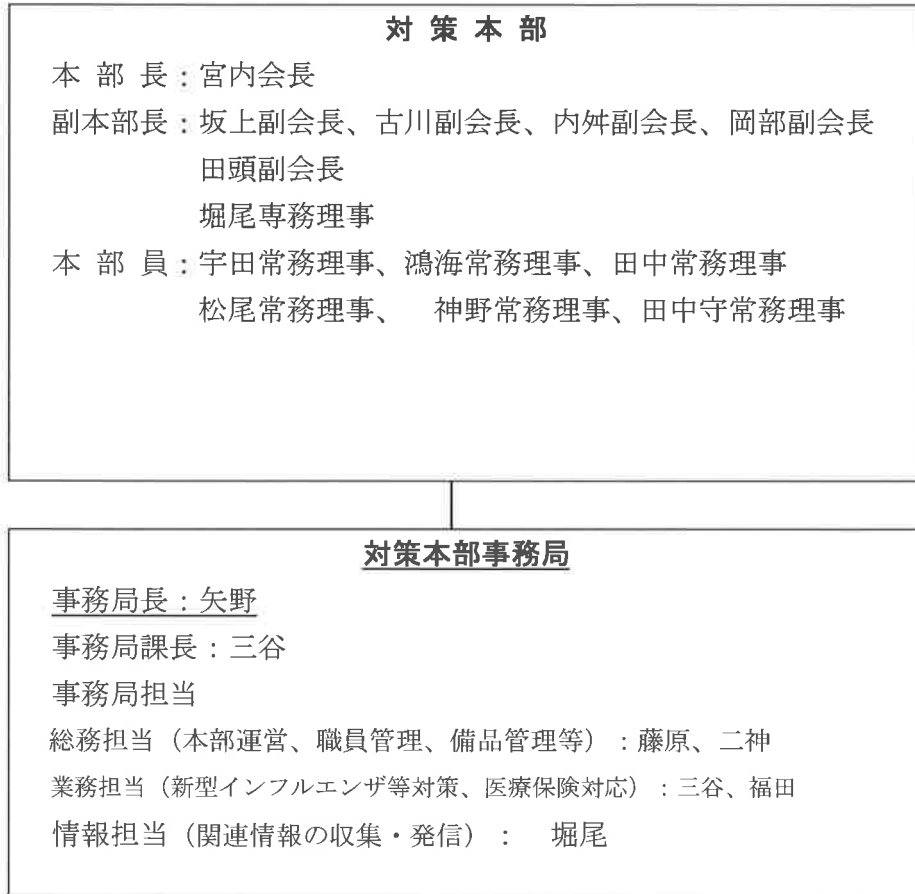 対 策 本 部
本 部 長：宮内会長
副本部長：坂上副会長、古川副会長、内舛副会長、岡部副会長
田頭副会長
堀尾専務理事
本 部 員：宇田常務理事、鴻海常務理事、田中常務理事
松尾常務理事、 神野常務理事、田中守常務理事
対策本部事務局
事務局長：矢野
事務局課長：三谷
事務局担当
総務担当（本部運営、職員管理、備品管理等）：藤原、二神
業務担当（新型インフルエンザ等対策、医療保険対応）：三谷、福田
情報担当（関連情報の収集・発信）： 堀尾